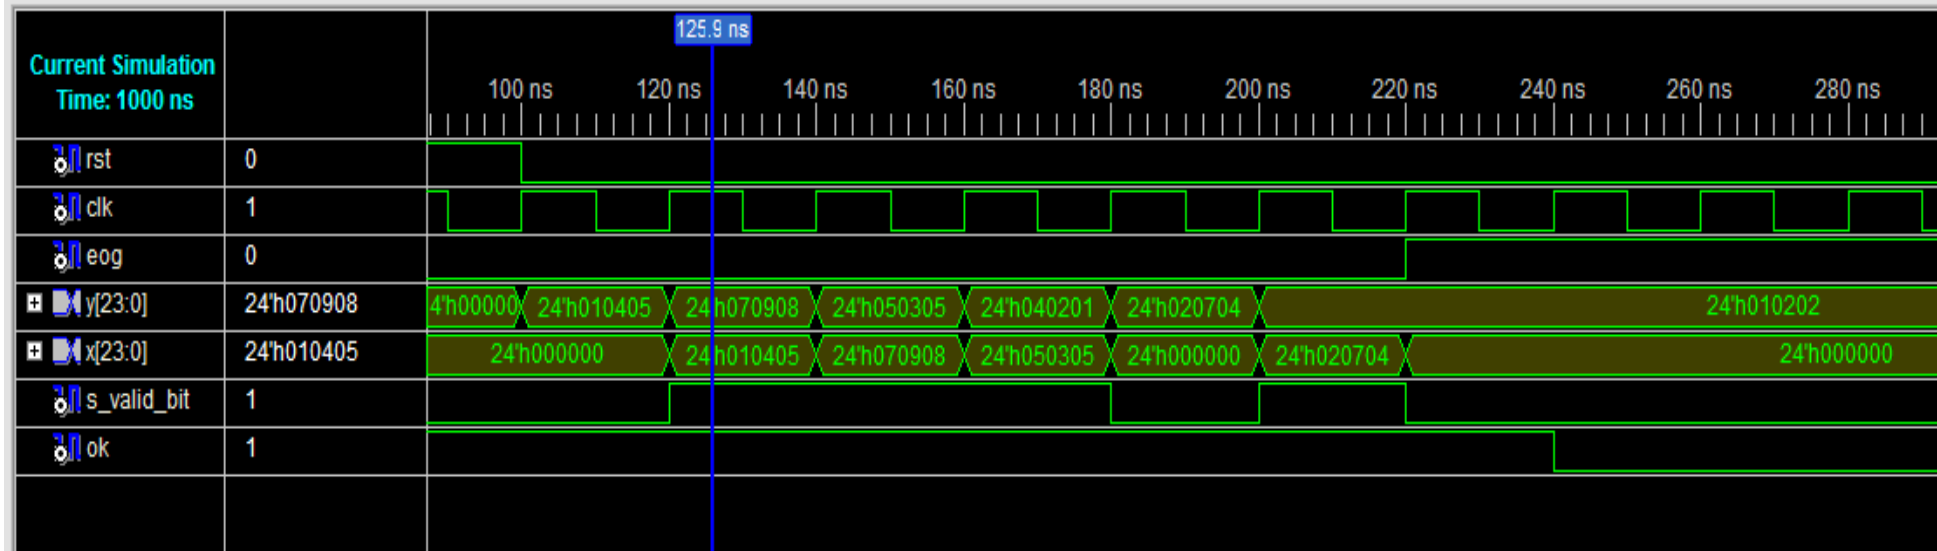 125.9 ns
Current Simulation
Time: 1000 ns
100 ns 120 ns 140 ns 160 ns 180 ns 200 ns 220 ns 240 ns 260 ns 280 ns
rst 0
clk 1
eog 0
y[23:0] 24'h070908 4'h00000 24'h010405 24'h070908 24'h050305 24'h040201 24'h020704 24'h010202
x[23:0] 24'h010405 24'h000000 24'h010405 24'h070908 24'h050305 24'h000000 24'h020704 24'h000000
s_valid_bit 1
ok 1